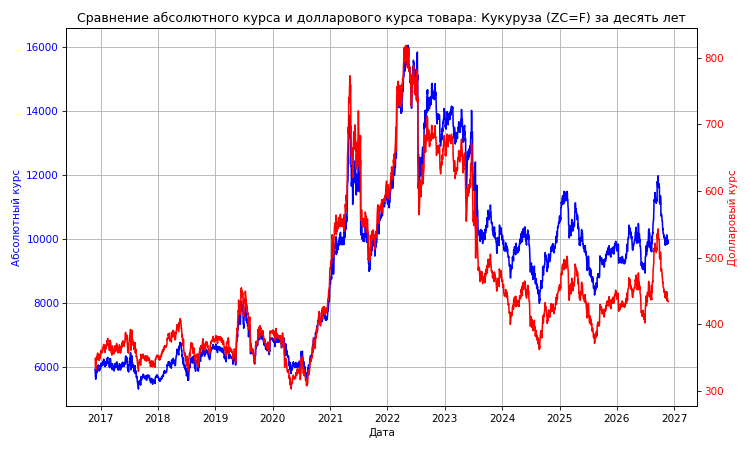 Сравнение абсолютного курса и долларового курса товара: Кукуруза (ZC=F) за десять лет
16000
14000
12000
10000
8000
6000
Абсолютный курс
800
700
600
500
400
300
Долларовый курс
2017 2018 2019 2020 2021 2022 2023 2024 2025 2026 2027
Дата